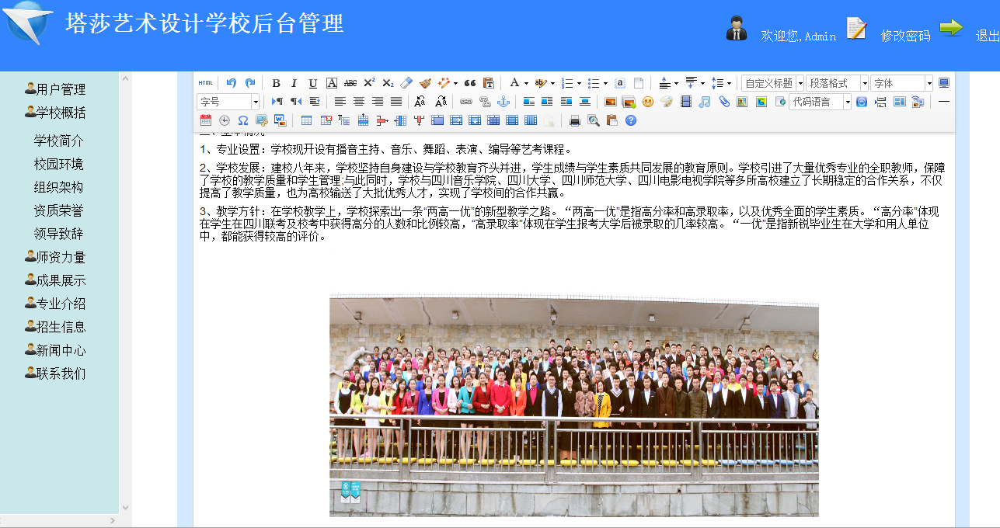 塔莎艺术设计学校后台管理
欢迎您,Admin 修改密码 退出
用户管理
学校概括
学校简介
校园环境
组织架构
资质荣誉
领导致辞
师资力量
成果展示
专业介绍
招生信息
新闻中心
联系我们
HTML B I U A ABC X² X₂ A ab a 自定义标题 段落格式 字体
字号 代码语言
1、专业设置：学校现开设有播音主持、音乐、舞蹈、表演、编导等艺考课程。
2、学校发展：建校八年来，学校坚持自身建设与学校教育齐头并进，学生成绩与学生素质共同发展的教育原则。学校引进了大量优秀专业的全职教师，保障
了学校的教学质量和学生管理;与此同时，学校与四川音乐学院、四川大学、四川师范大学、四川电影电视学院等多所高校建立了长期稳定的合作关系，不仅
提高了教学质量，也为高校输送了大批优秀人才，实现了学校间的合作共赢。
3、教学方针：在学校教学上，学校探索出一条“两高一优”的新型教学之路。“两高一优”是指高分率和高录取率，以及优秀全面的学生素质。“高分率”体现
在学生在四川联考及校考中获得高分的人数和比例较高，“高录取率”体现在学生报考大学后被录取的几率较高。“一优”是指新锐毕业生在大学和用人单位
中，都能获得较高的评价。